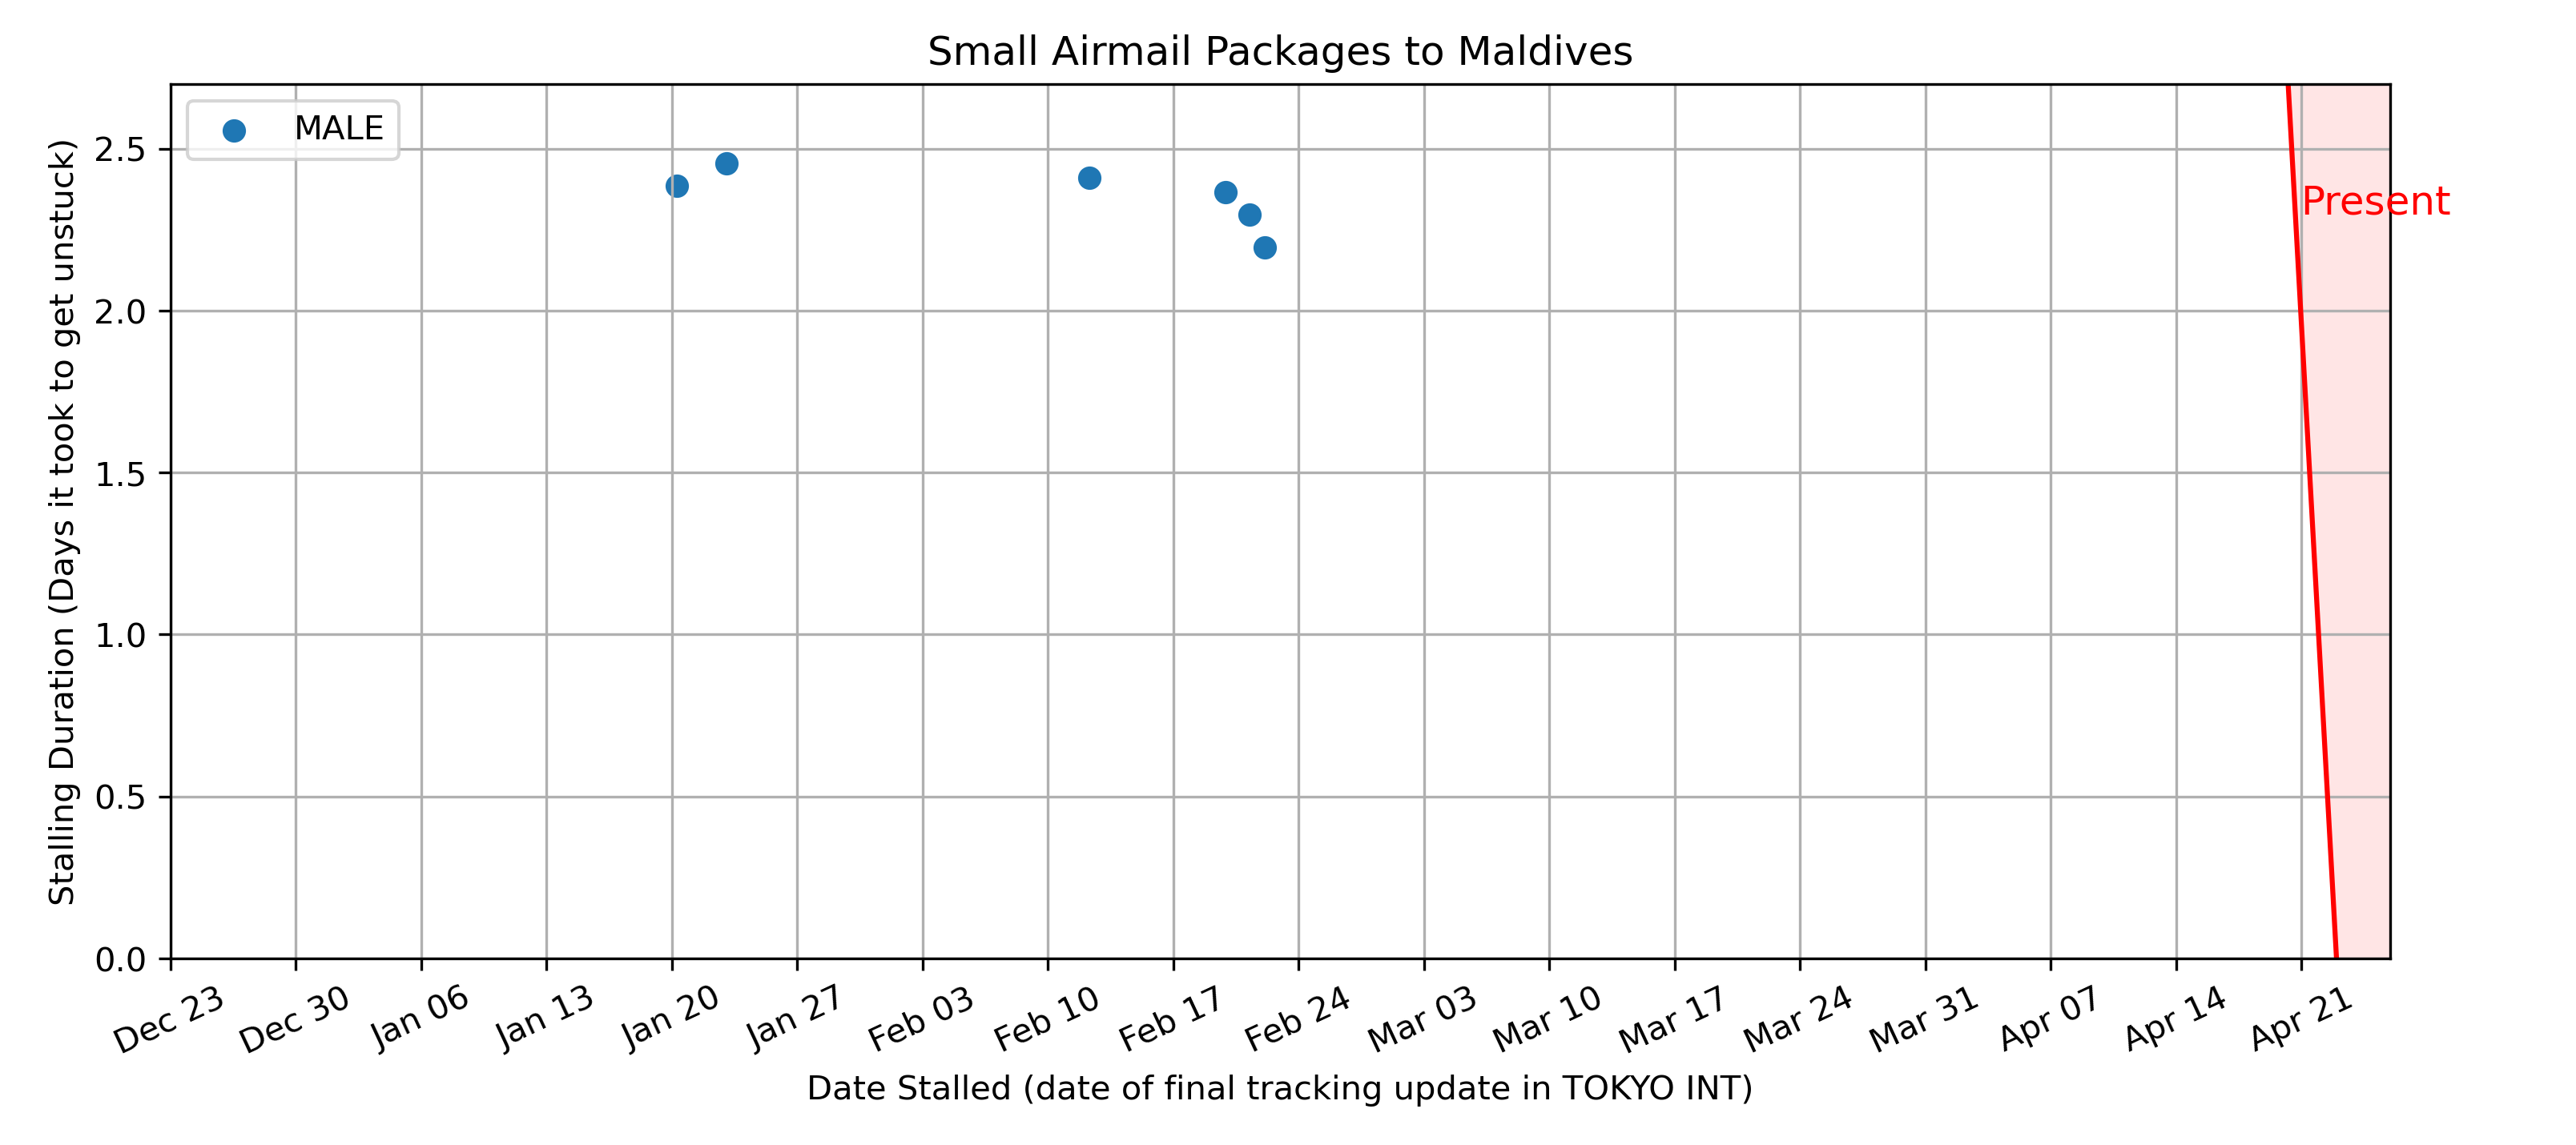 Small Airmail Packages to Maldives
MALE
Present
Stalling Duration (Days it took to get unstuck)
2.5
2.0
1.5
1.0
0.5
0.0
Dec 23
Dec 30
Jan 06
Jan 13
Jan 20
Jan 27
Feb 03
Feb 10
Feb 17
Feb 24
Mar 03
Mar 10
Mar 17
Mar 24
Mar 31
Apr 07
Apr 14
Apr 21
Date Stalled (date of final tracking update in TOKYO INT)